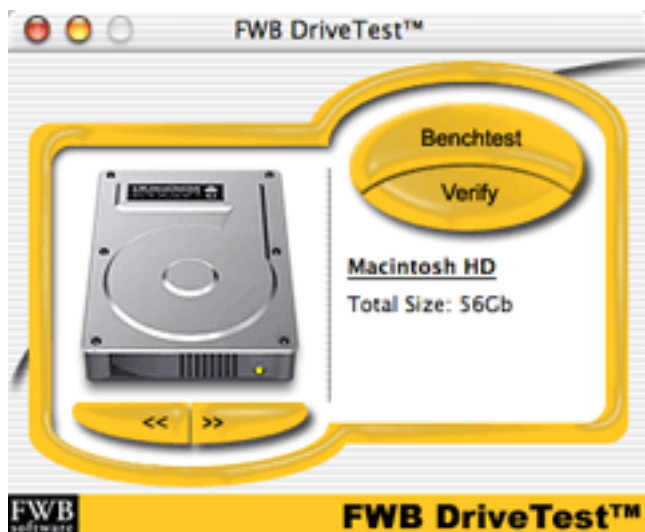 FWB DriveTest™
Benchtest
Verify
Macintosh HD
Total Size: 56Gb
<< >>
FWB
software
FWB DriveTest™